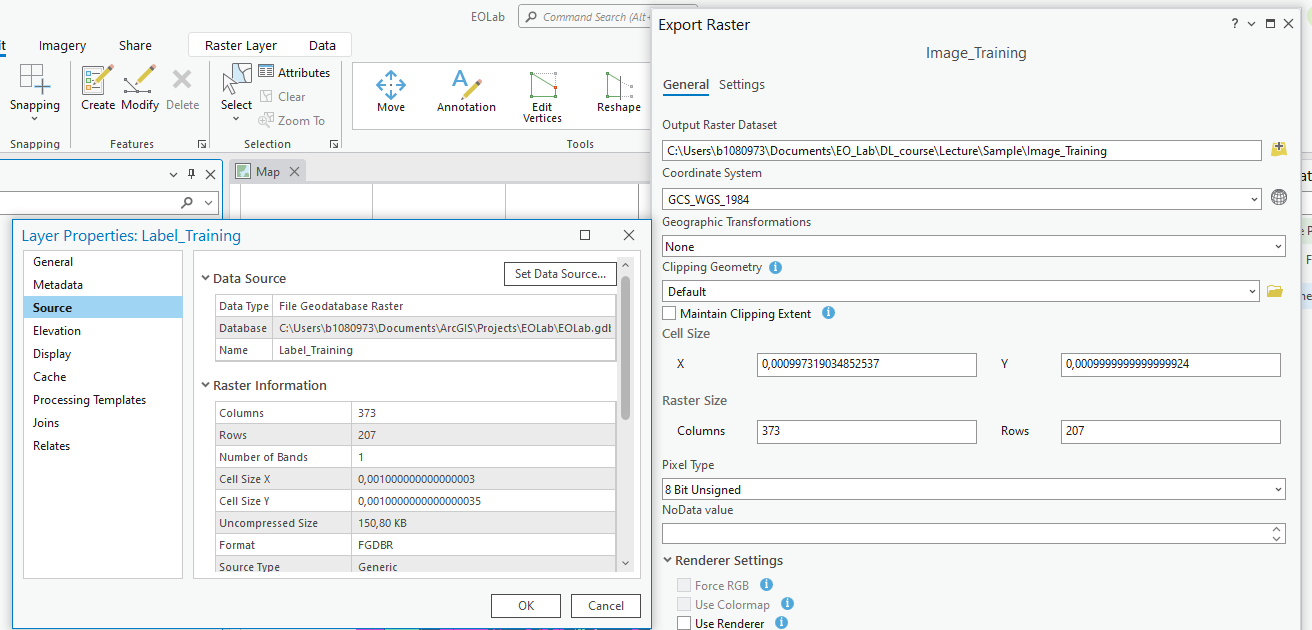 EOLab
Command Search (Alt+
it Imagery Share Raster Layer Data
Snapping
Create Modify Delete
Select
Attributes
Clear
Zoom To
Move
Annotation
Edit
Vertices
Reshape
Snapping Features Selection Tools
Map
Layer Properties: Label_Training
General
Metadata
Source
Elevation
Display
Cache
Processing Templates
Joins
Relates
Data Source
Set Data Source...
Data Type File Geodatabase Raster
Database C:\Users\b1080973\Documents\ArcGIS\Projects\EOLab\EOLab.gdb
Name Label_Training
Raster Information
Columns 373
Rows 207
Number of Bands 1
Cell Size X 0,001000000000000003
Cell Size Y 0,0010000000000000035
Uncompressed Size 150,80 KB
Format FGDBR
Source Type Generic
OK Cancel
Export Raster
?
Image_Training
General Settings
Output Raster Dataset
C:\Users\b1080973\Documents\EO_Lab\DL_course\Lecture\Sample\Image_Training
Coordinate System
GCS_WGS_1984
Geographic Transformations
None
Clipping Geometry
Default
Maintain Clipping Extent
Cell Size
X 0,000997319034852537 Y 0,0009999999999999924
Raster Size
Columns 373 Rows 207
Pixel Type
8 Bit Unsigned
NoData value
Renderer Settings
Force RGB
Use Colormap
Use Renderer